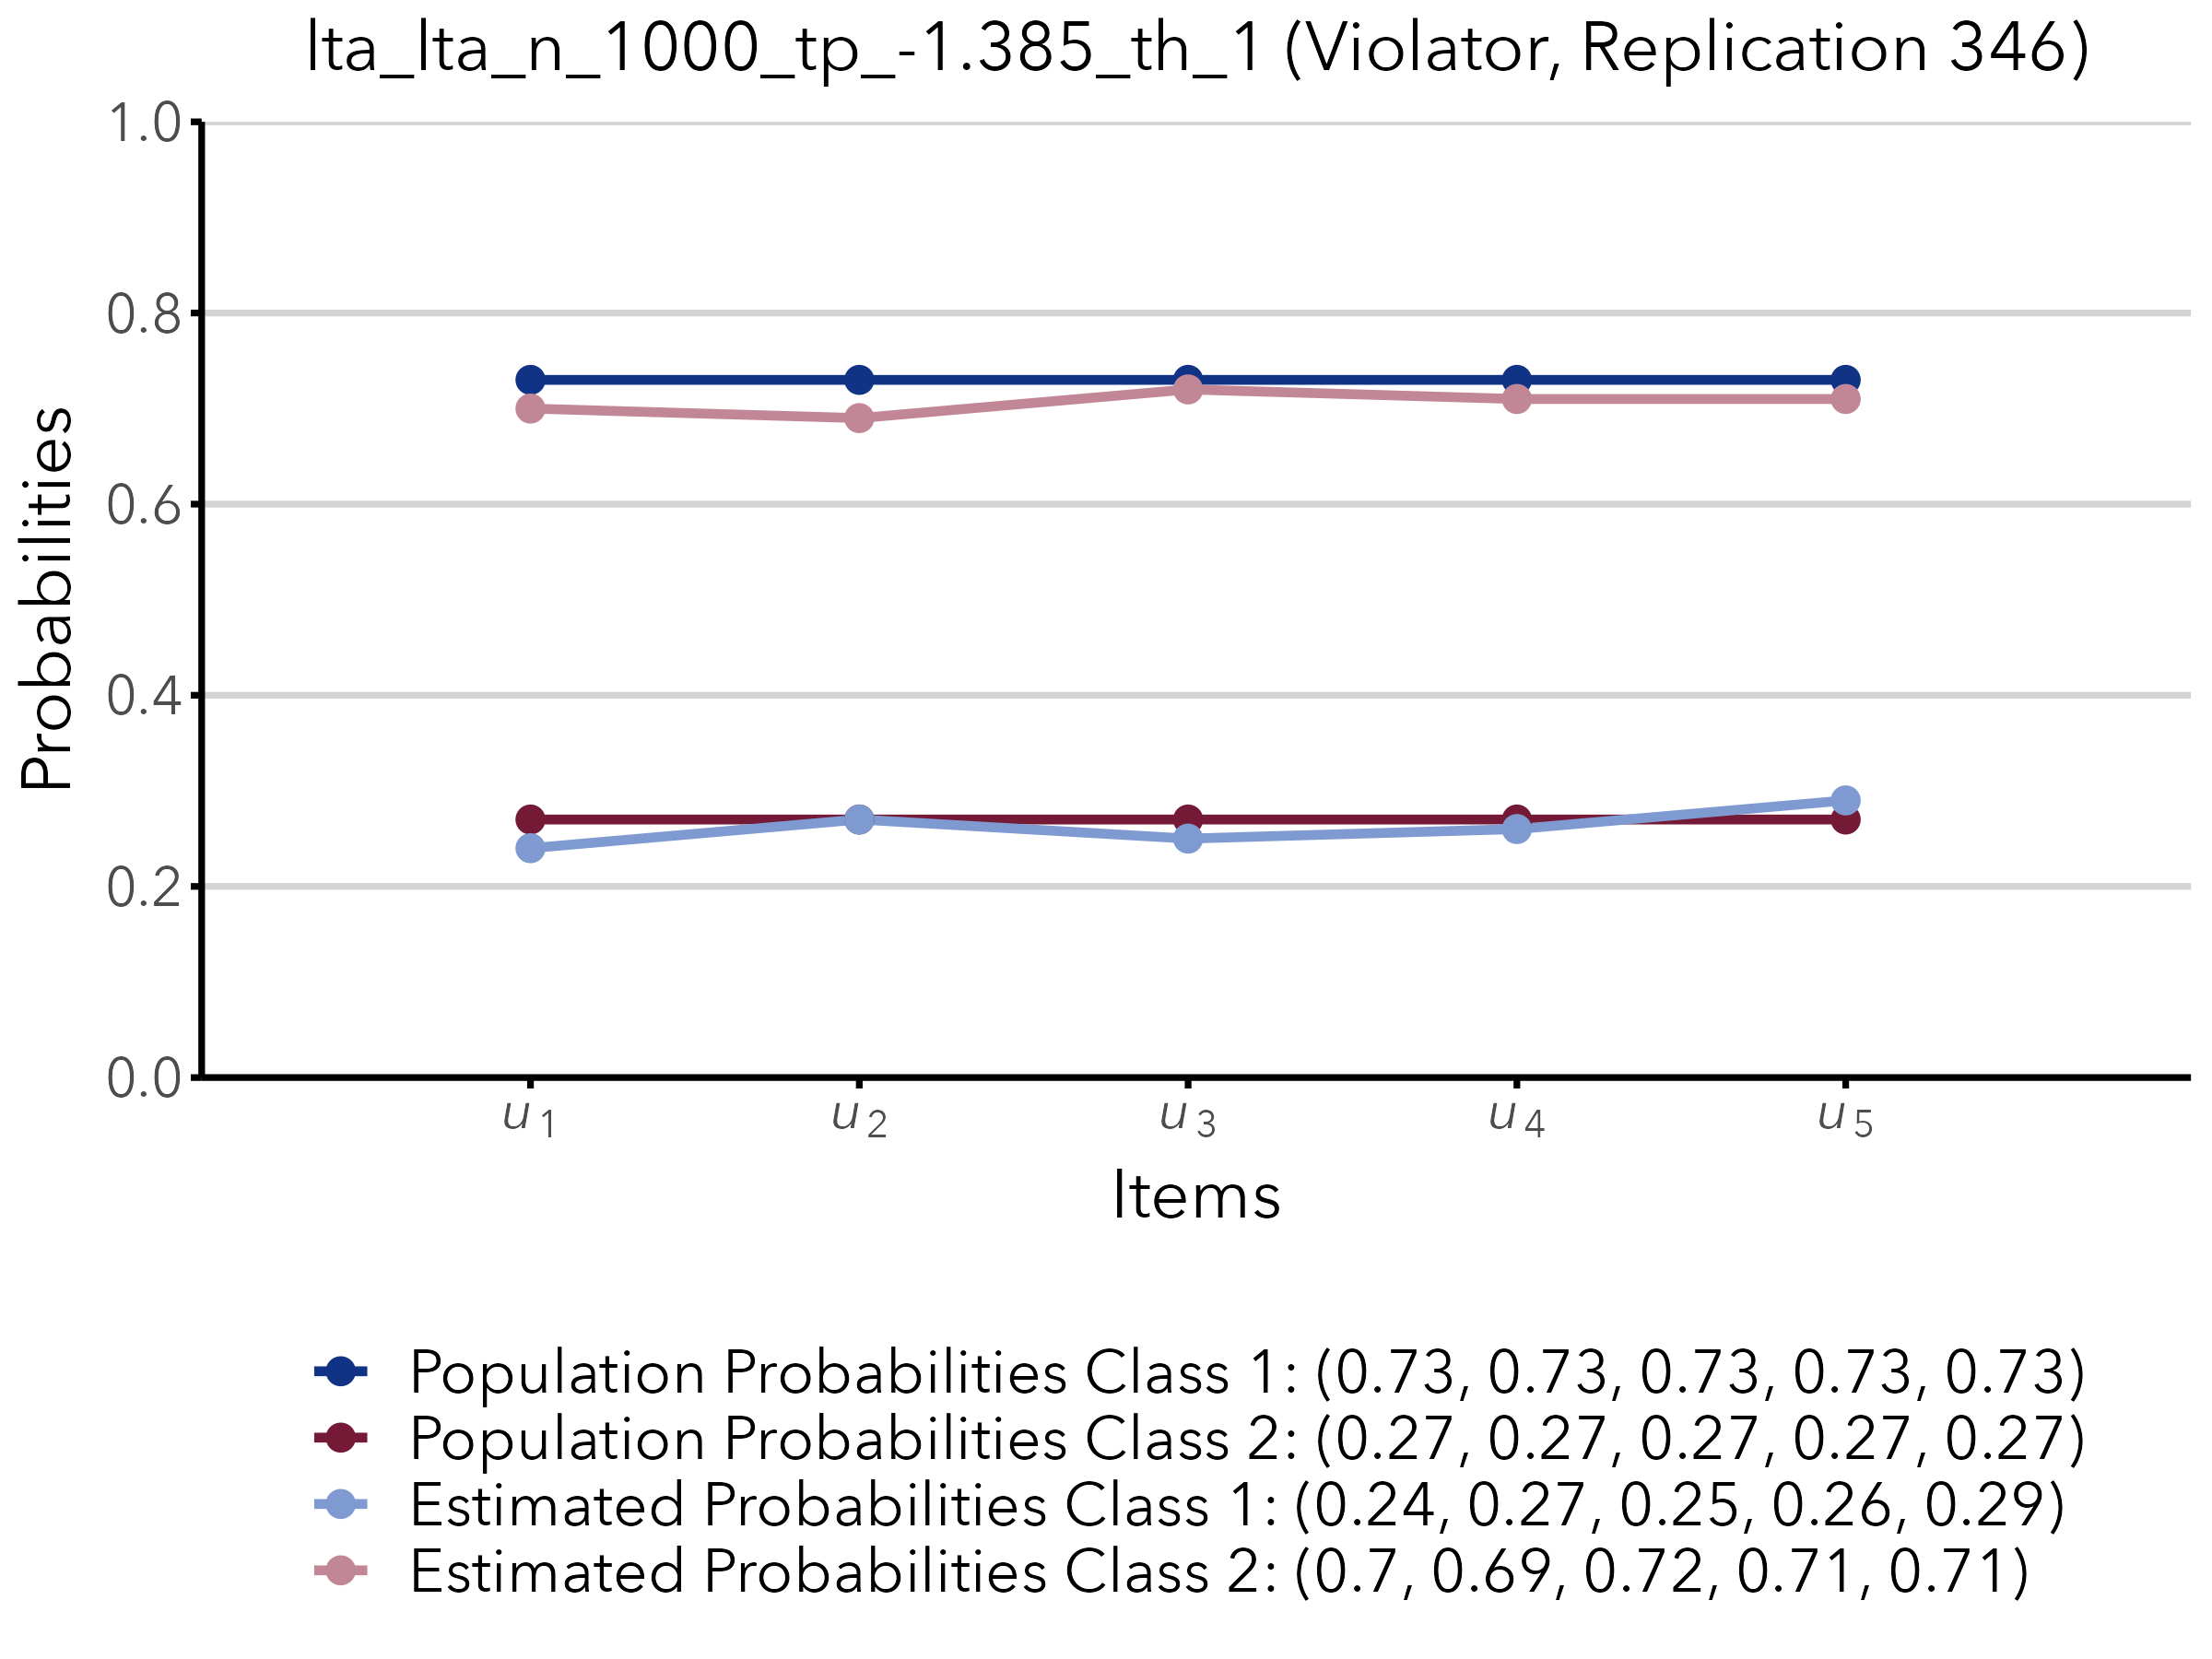 lta_lta_n_1000_tp_-1.385_th_1 (Violator, Replication 346)
1.0
0.8
0.6
0.4
0.2
0.0
Probabilities
u1 u2 u3 u4 u5
Items
Population Probabilities Class 1: (0.73, 0.73, 0.73, 0.73, 0.73)
Population Probabilities Class 2: (0.27, 0.27, 0.27, 0.27, 0.27)
Estimated Probabilities Class 1: (0.24, 0.27, 0.25, 0.26, 0.29)
Estimated Probabilities Class 2: (0.7, 0.69, 0.72, 0.71, 0.71)